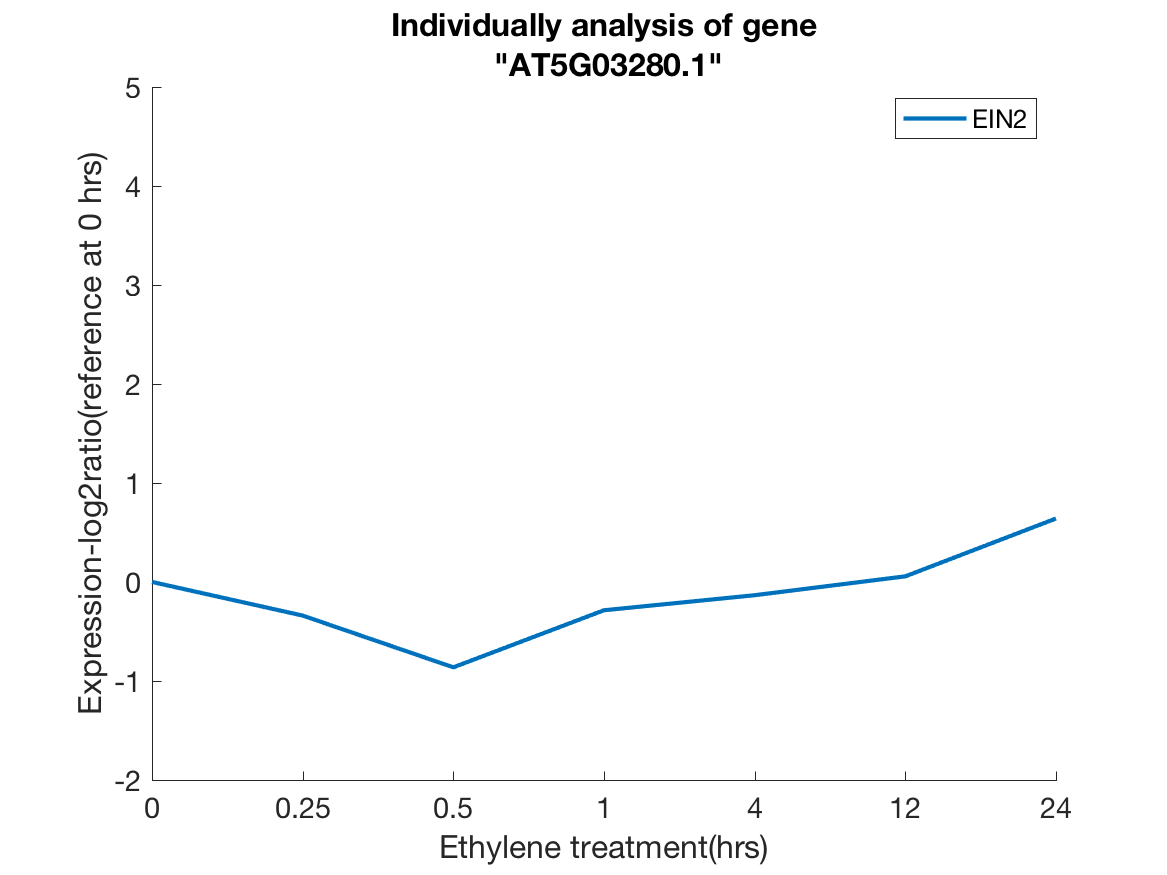 Individually analysis of gene
"AT5G03280.1"
EIN2
Expression-log2ratio(reference at 0 hrs)
5
4
3
2
1
0
-1
-2
0 0.25 0.5 1 4 12 24
Ethylene treatment(hrs)